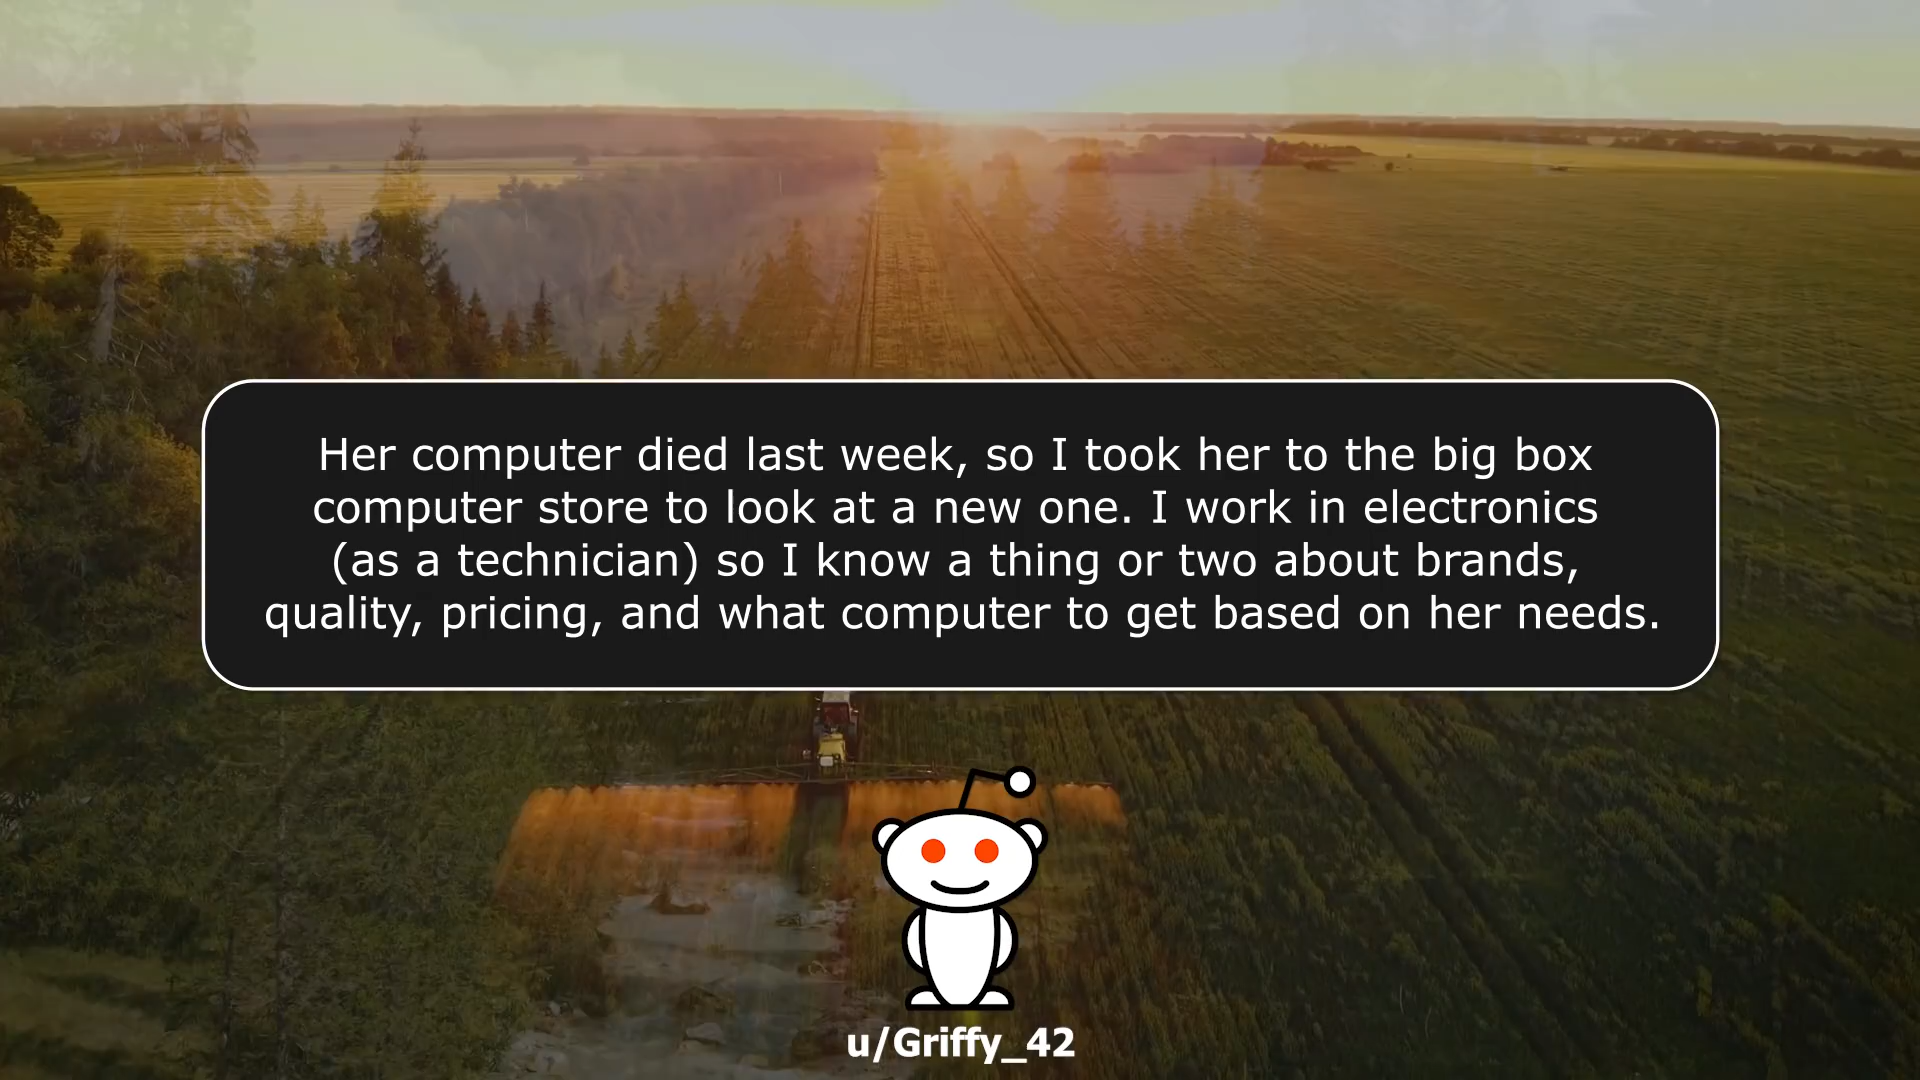 Her computer died last week, so I took her to the big box
computer store to look at a new one. I work in electronics
(as a technician) so I know a thing or two about brands,
quality, pricing, and what computer to get based on her needs.
u/Griffy_42